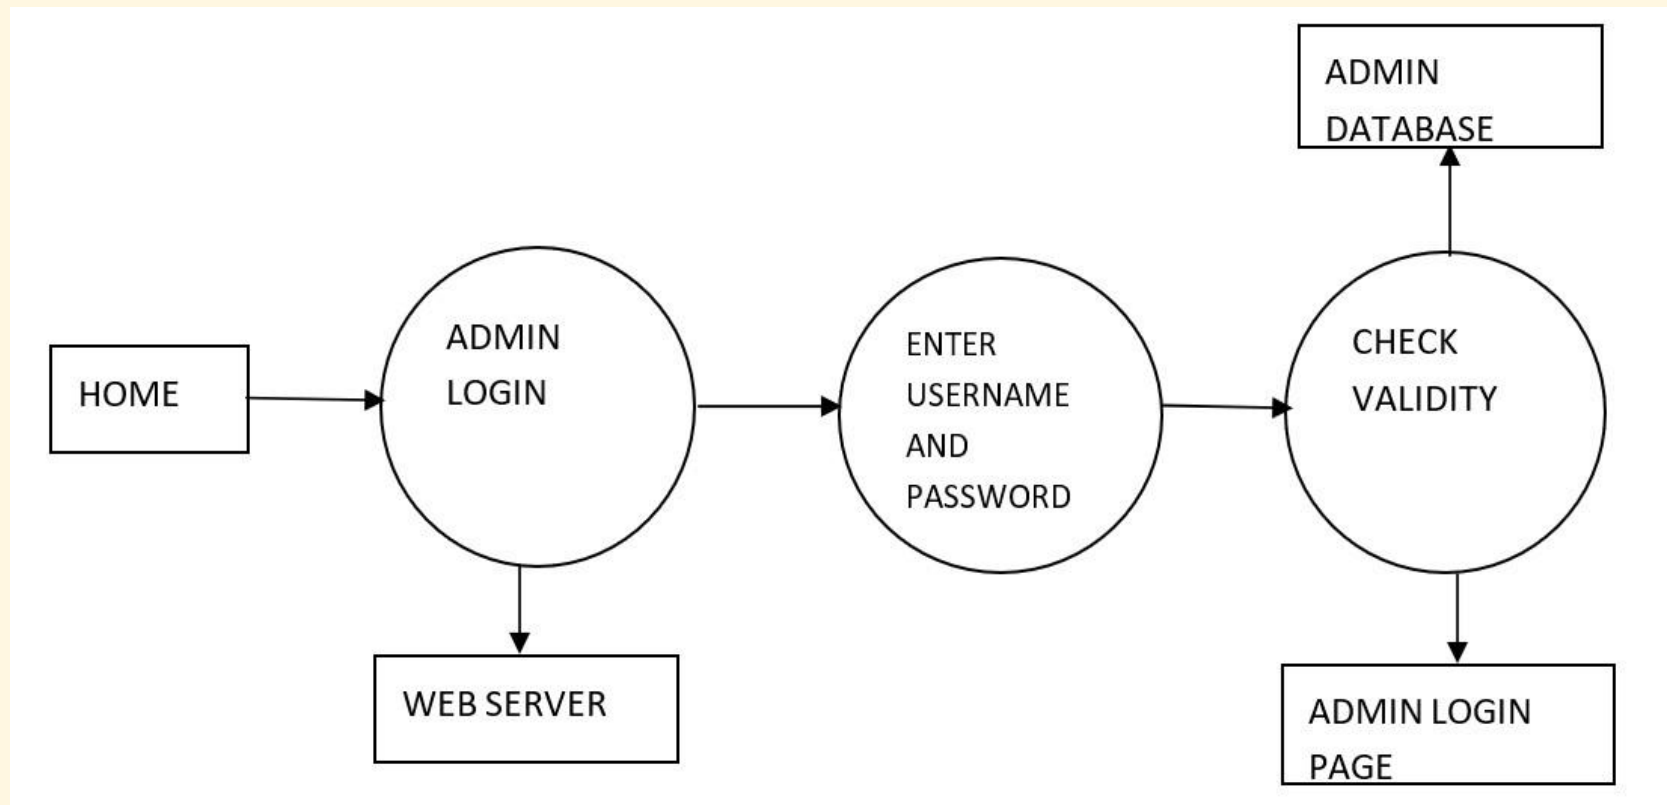 ADMIN
DATABASE
HOME
ADMIN
LOGIN
ENTER
USERNAME
AND
PASSWORD
CHECK
VALIDITY
WEB SERVER
ADMIN LOGIN
PAGE